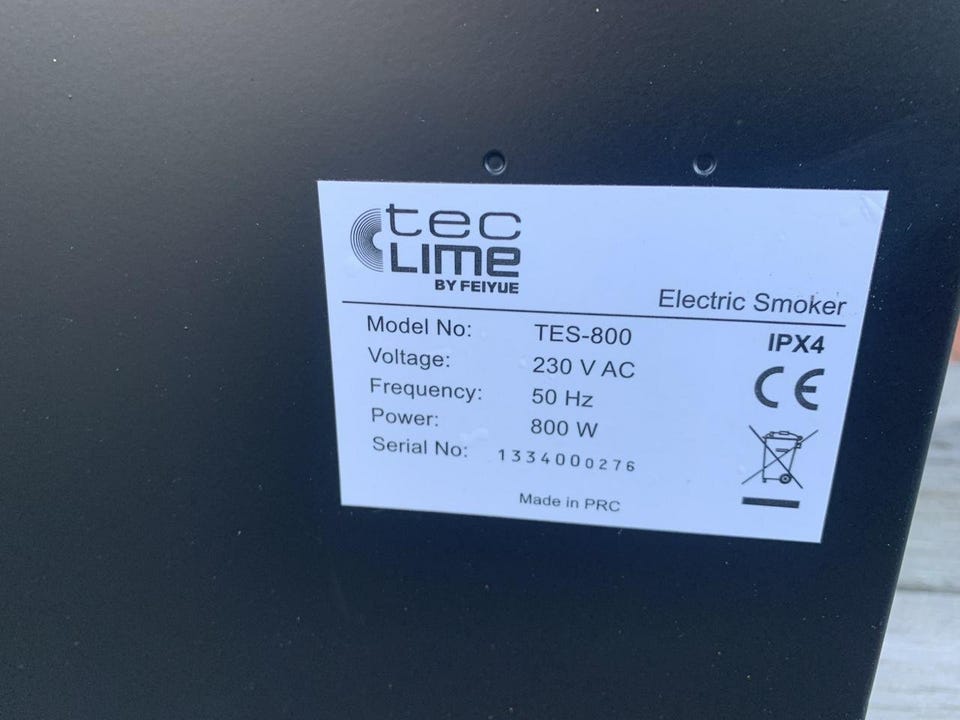 tec
LIME
BY FEIYUE
Electric Smoker
Model No: TES-800
IPX4
Voltage: 230 V AC
CE
Frequency: 50 Hz
Power: 800 W
Serial No: 1334000276
Made in PRC